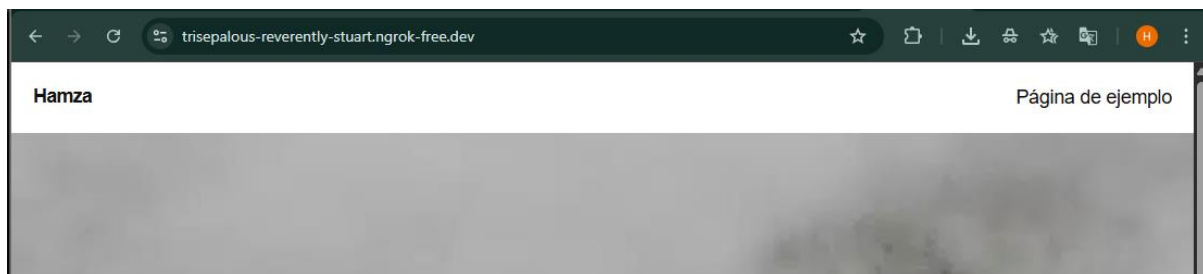 trisepalous-reverently-stuart.ngrok-free.dev
H
Hamza
Página de ejemplo